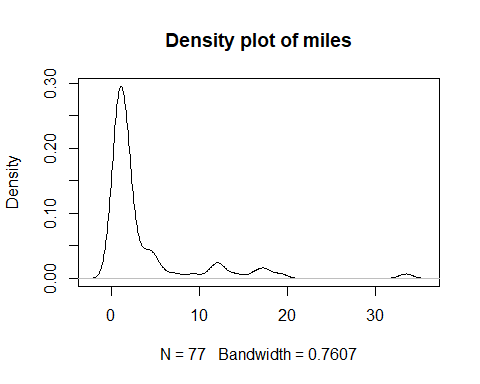 Density plot of miles
Density
0.30
0.20
0.10
0.00
0 10 20 30
N = 77 Bandwidth = 0.7607